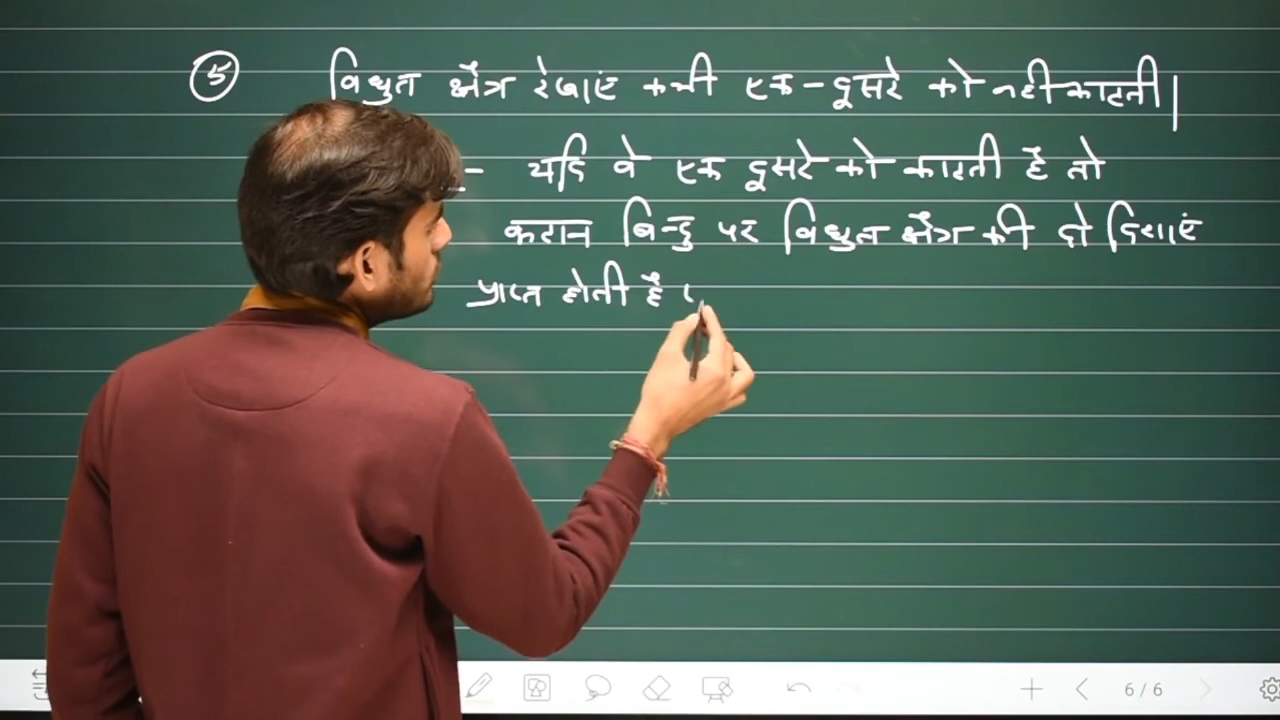 5 विधुत क्षेत्र रेखाएं कभी एक-दूसरे को नही काटती|
- यदि वे एक दूसरे को काटती है तो
कटान बिन्दु पर विधुत क्षेत्र की दो दिशाएं
प्राप्त होती है
6/6